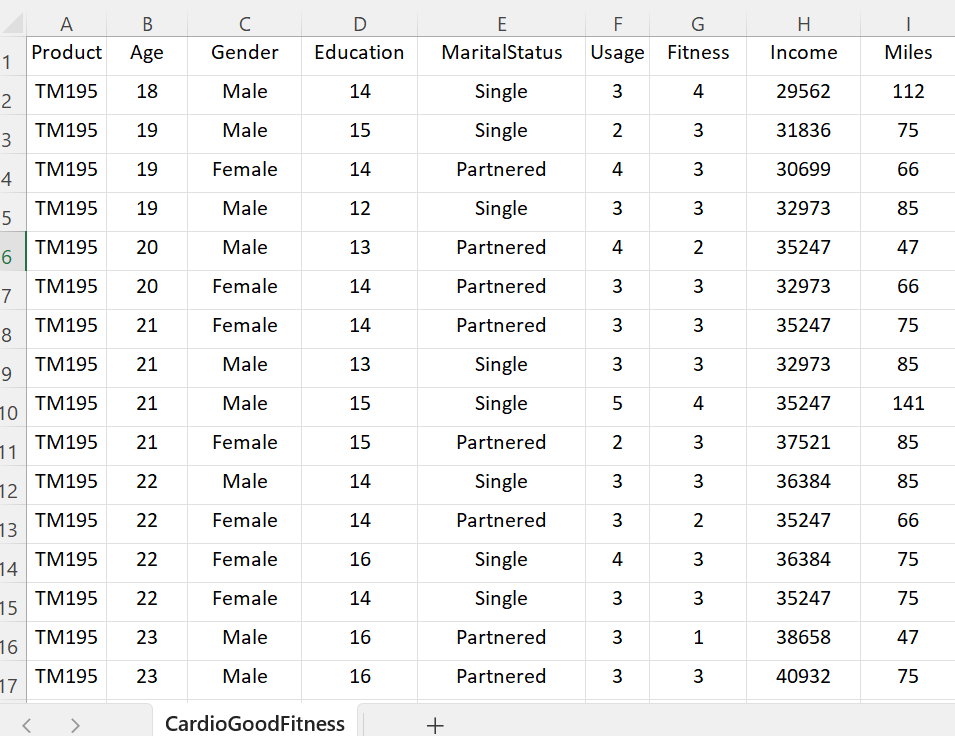 A B C D E F G H I
1 Product Age Gender Education MaritalStatus Usage Fitness Income Miles
2 TM195 18 Male 14 Single 3 4 29562 112
3 TM195 19 Male 15 Single 2 3 31836 75
4 TM195 19 Female 14 Partnered 4 3 30699 66
5 TM195 19 Male 12 Single 3 3 32973 85
6 TM195 20 Male 13 Partnered 4 2 35247 47
7 TM195 20 Female 14 Partnered 3 3 32973 66
8 TM195 21 Female 14 Partnered 3 3 35247 75
9 TM195 21 Male 13 Single 3 3 32973 85
10 TM195 21 Male 15 Single 5 4 35247 141
11 TM195 21 Female 15 Partnered 2 3 37521 85
12 TM195 22 Male 14 Single 3 3 36384 85
13 TM195 22 Female 14 Partnered 3 2 35247 66
14 TM195 22 Female 16 Single 4 3 36384 75
15 TM195 22 Female 14 Single 3 3 35247 75
16 TM195 23 Male 16 Partnered 3 1 38658 47
17 TM195 23 Male 16 Partnered 3 3 40932 75
CardioGoodFitness